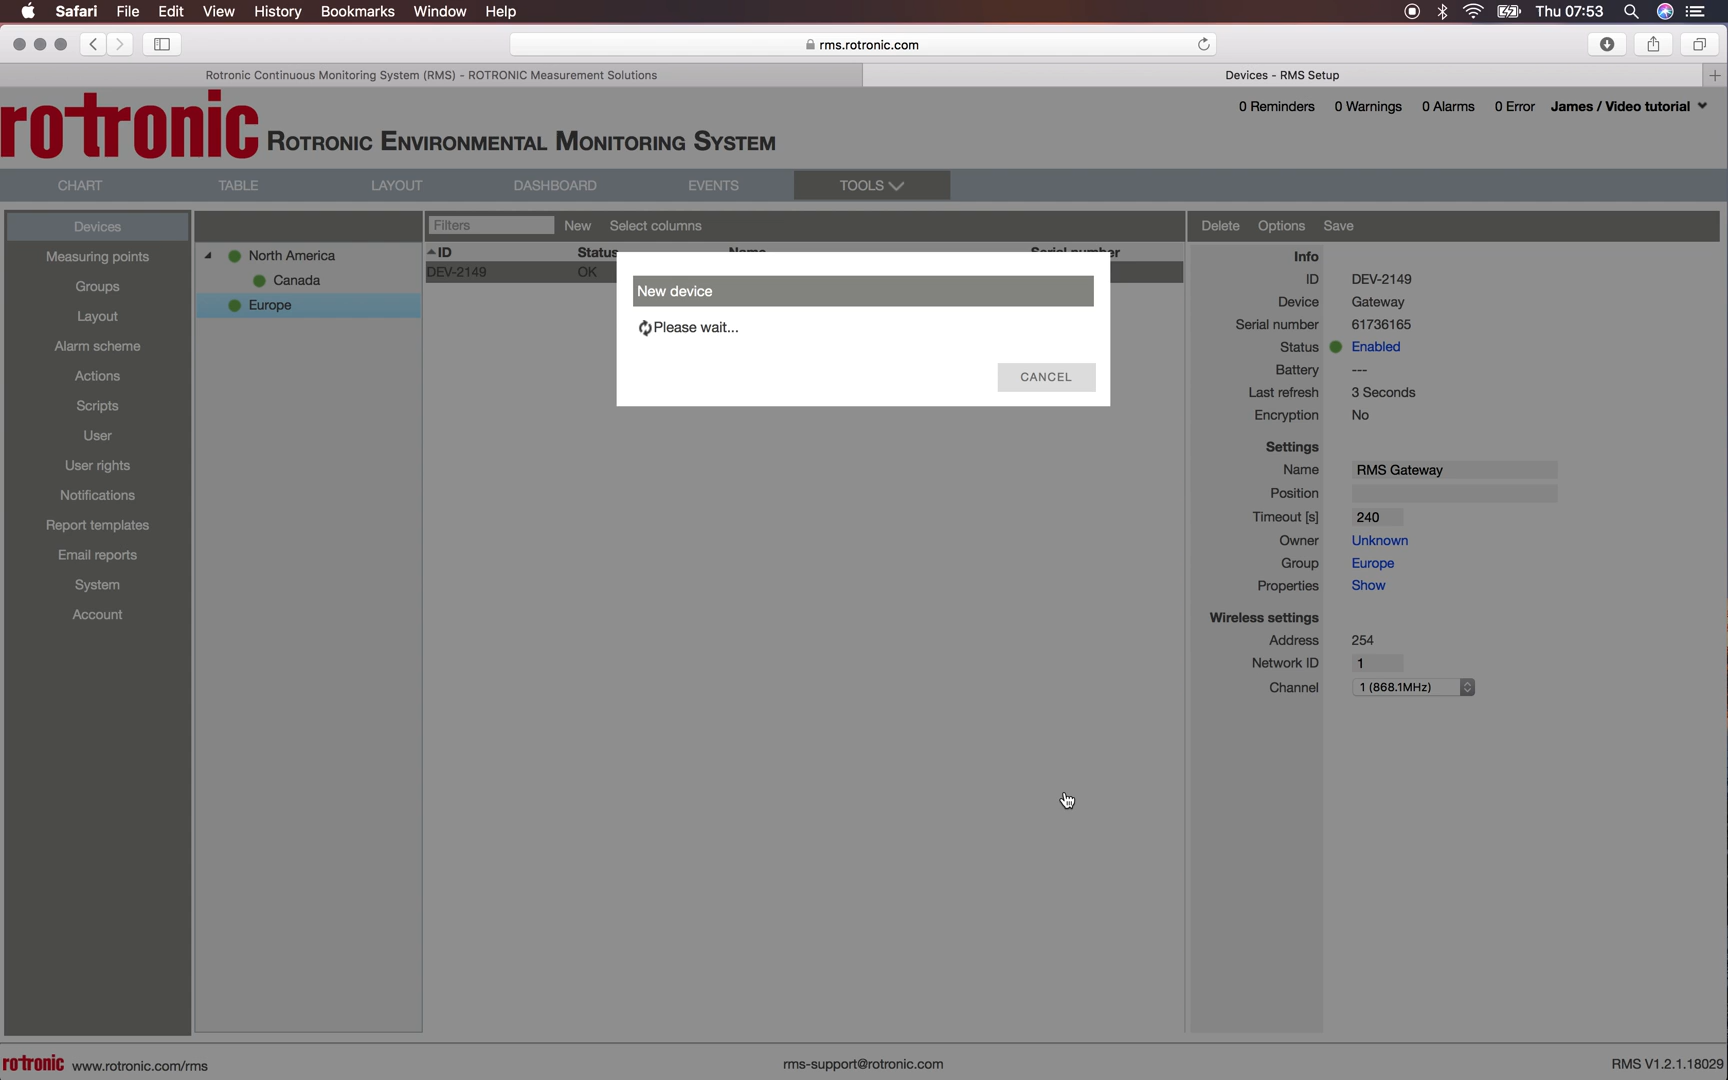 Safari File Edit View History Bookmarks Window Help Thu 07:53
rms.rotronic.com
Rotronic Continuous Monitoring System (RMS) - ROTRONIC Measurement Solutions
Devices - RMS Setup
rotronic ROTRONIC ENVIRONMENTAL MONITORING SYSTEM
0 Reminders 0 Warnings 0 Alarms 0 Error James / Video tutorial
CHART TABLE LAYOUT DASHBOARD EVENTS TOOLS
Devices
Measuring points
Groups
Layout
Alarm scheme
Actions
Scripts
User
User rights
Notifications
Report templates
Email reports
System
Account
North America
Canada
Europe
Filters New Select columns
ID Status Name Serial number
DEV-2149 OK
New device
Please wait...
CANCEL
Delete Options Save
Info
ID DEV-2149
Device Gateway
Serial number 61736165
Status Enabled
Battery ---
Last refresh 3 Seconds
Encryption No
Settings
Name RMS Gateway
Position
Timeout [s] 240
Owner Unknown
Group Europe
Properties Show
Wireless settings
Address 254
Network ID 1
Channel 1 (868.1MHz)
rotronic www.rotronic.com/rms
rms-support@rotronic.com
RMS V1.2.1.18029